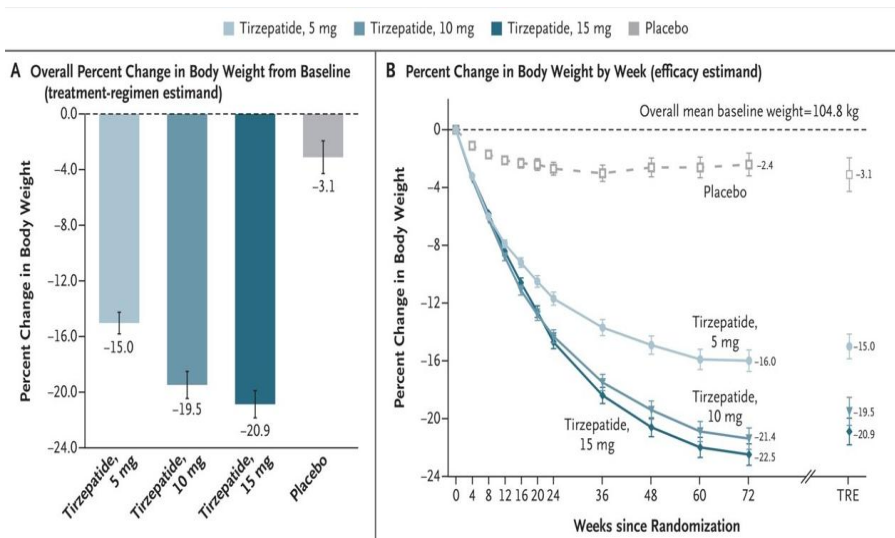 Tirzepatide, 5 mg Tirzepatide, 10 mg Tirzepatide, 15 mg Placebo
A Overall Percent Change in Body Weight from Baseline
(treatment-regimen estimand)
Percent Change in Body Weight
0.0
−4.0
−8.0
−12.0
−16.0
−20.0
−24.0
−15.0
−19.5
−20.9
−3.1
Tirzepatide,
5 mg
Tirzepatide,
10 mg
Tirzepatide,
15 mg
Placebo
B Percent Change in Body Weight by Week (efficacy estimand)
Overall mean baseline weight=104.8 kg
Percent Change in Body Weight
0
−4
−8
−12
−16
−20
−24
−2.4
−3.1
Placebo
Tirzepatide,
5 mg
−16.0
−15.0
Tirzepatide,
10 mg
−21.4
−19.5
Tirzepatide,
15 mg
−22.5
−20.9
0 4 8 12 16 20 24 36 48 60 72 TRE
Weeks since Randomization